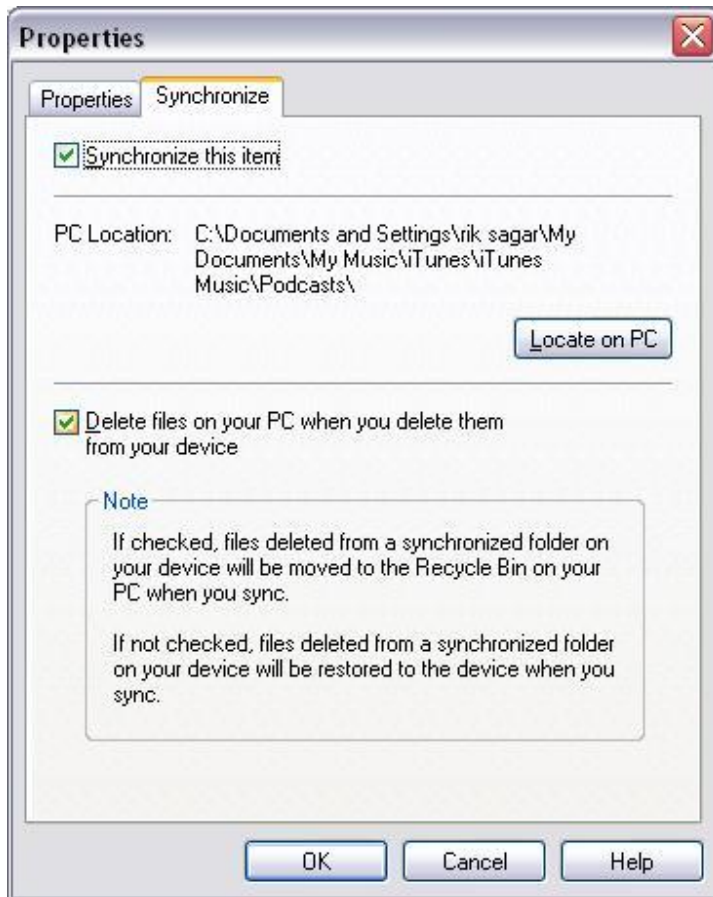 Properties
Properties Synchronize
Synchronize this item
PC Location: C:\Documents and Settings\rik sagar\My
Documents\My Music\iTunes\iTunes
Music\Podcasts\
Locate on PC
Delete files on your PC when you delete them
from your device
Note
If checked, files deleted from a synchronized folder on
your device will be moved to the Recycle Bin on your
PC when you sync.
If not checked, files deleted from a synchronized folder
on your device will be restored to the device when you
sync.
OK Cancel Help